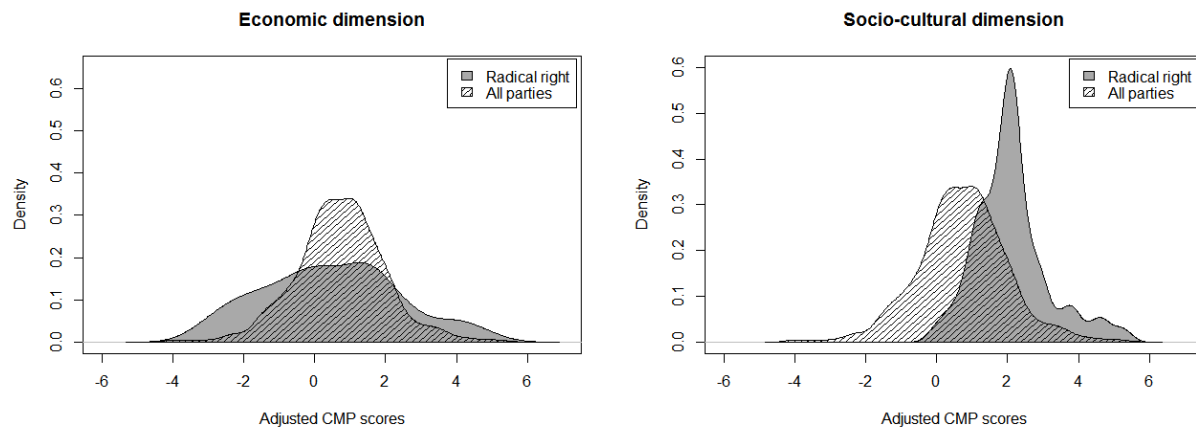 Economic dimension
Radical right
All parties
Density
0.0 0.1 0.2 0.3 0.4 0.5 0.6
-6 -4 -2 0 2 4 6
Adjusted CMP scores
Socio-cultural dimension
Radical right
All parties
Density
0.0 0.1 0.2 0.3 0.4 0.5 0.6
-6 -4 -2 0 2 4 6
Adjusted CMP scores